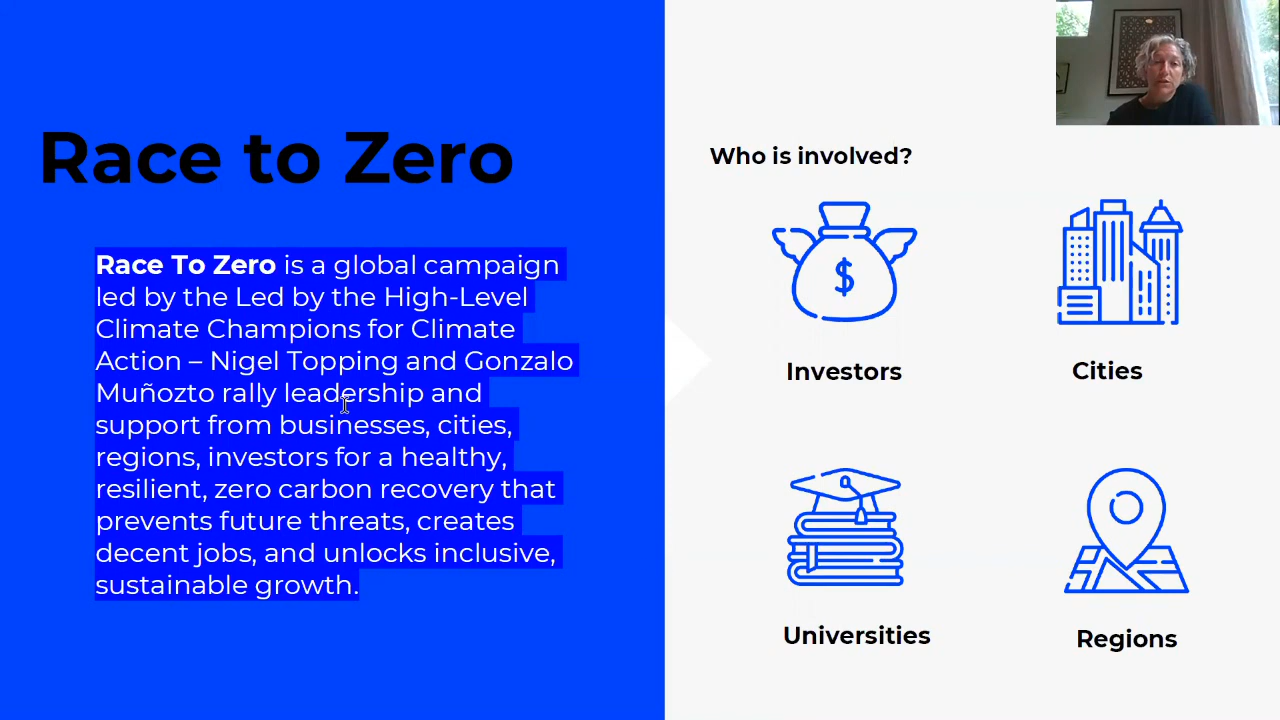 Race to Zero
Race To Zero is a global campaign
led by the Led by the High-Level
Climate Champions for Climate
Action – Nigel Topping and Gonzalo
Muñozto rally leadership and
support from businesses, cities,
regions, investors for a healthy,
resilient, zero carbon recovery that
prevents future threats, creates
decent jobs, and unlocks inclusive,
sustainable growth.
Who is involved?
$
Investors
Cities
Universities
Regions